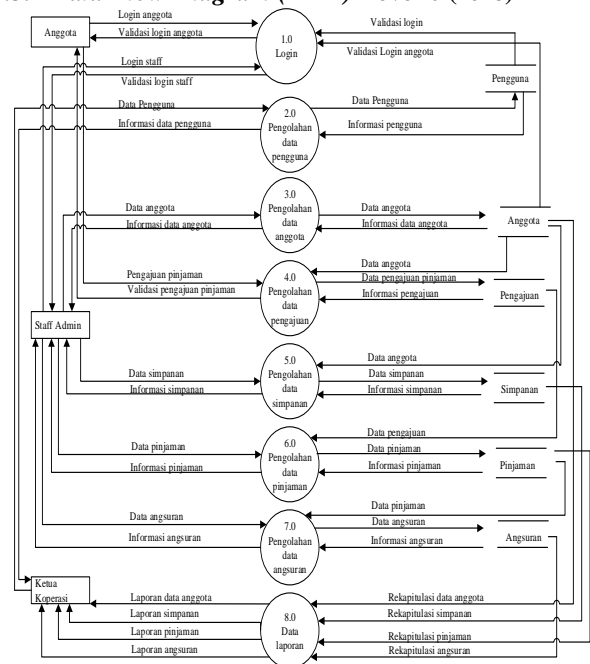 Anggota
Login anggota
Validasi login anggota
1.0
Login
Validasi login
Validasi Login anggota
Login staff
Validasi login staff
Pengguna
Data Pengguna
Informasi data pengguna
2.0
Pengolahan
data
pengguna
Data Pengguna
Informasi pengguna
Data anggota
Informasi data anggota
3.0
Pengolahan
data
anggota
Data anggota
Informasi data anggota
Anggota
Data anggota
Pengajuan pinjaman
Validasi pengajuan pinjaman
4.0
Pengolahan
data
pengajuan
Data pengajuan pinjaman
Informasi pengajuan
Pengajuan
Staff Admin
Data anggota
Data simpanan
Informasi simpanan
5.0
Pengolahan
data
simpanan
Data simpanan
Informasi simpanan
Simpanan
Data pengajuan
Data pinjaman
Informasi pinjaman
6.0
Pengolahan
data
pinjaman
Data pinjaman
Informasi pinjaman
Pinjaman
Data pinjaman
Data angsuran
Informasi angsuran
7.0
Pengolahan
data
angsuran
Data angsuran
Informasi angsuran
Angsuran
Ketua
Koperasi
Laporan data anggota
Laporan simpanan
Laporan pinjaman
Laporan angsuran
8.0
Data
laporan
Rekapitulasi data anggota
Rekapitulasi simpanan
Rekapitulasi pinjaman
Rekapitulasi angsuran